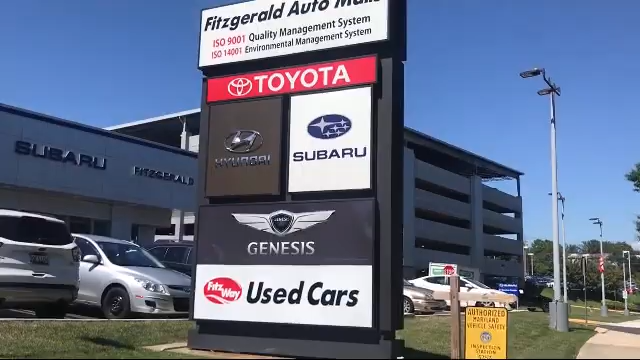 Fitzgerald Auto Malls
ISO 9001 Quality Management System
ISO 14001 Environmental Management System
TOYOTA
HYUNDAI
SUBARU
SUBARU
FITZGERALD
GENESIS
FitzWay Used Cars
AUTHORIZED
MARYLAND
VEHICLE SAFETY
INSPECTION
STATION